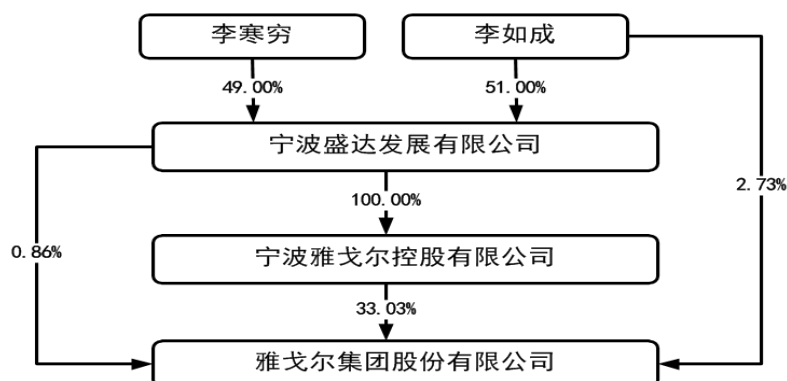 李寒穷
李如成
49.00%
51.00%
宁波盛达发展有限公司
2.73%
100.00%
0.86%
宁波雅戈尔控股有限公司
33.03%
雅戈尔集团股份有限公司